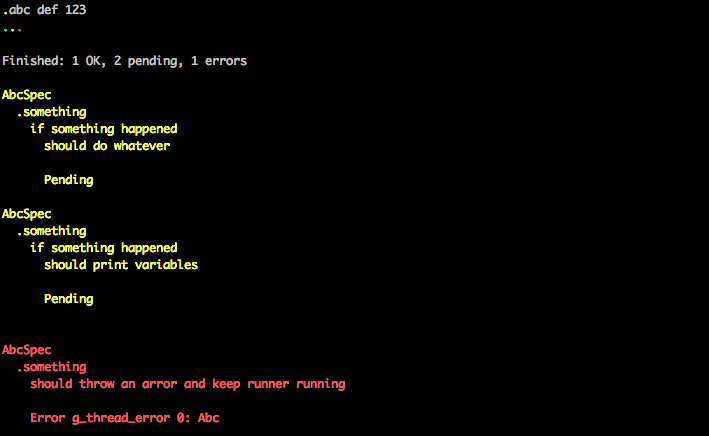 .abc def 123
...
Finished: 1 OK, 2 pending, 1 errors
AbcSpec
.something
if something happened
should do whatever
Pending
AbcSpec
.something
if something happened
should print variables
Pending
AbcSpec
.something
should throw an arror and keep runner running
Error g_thread_error 0: Abc